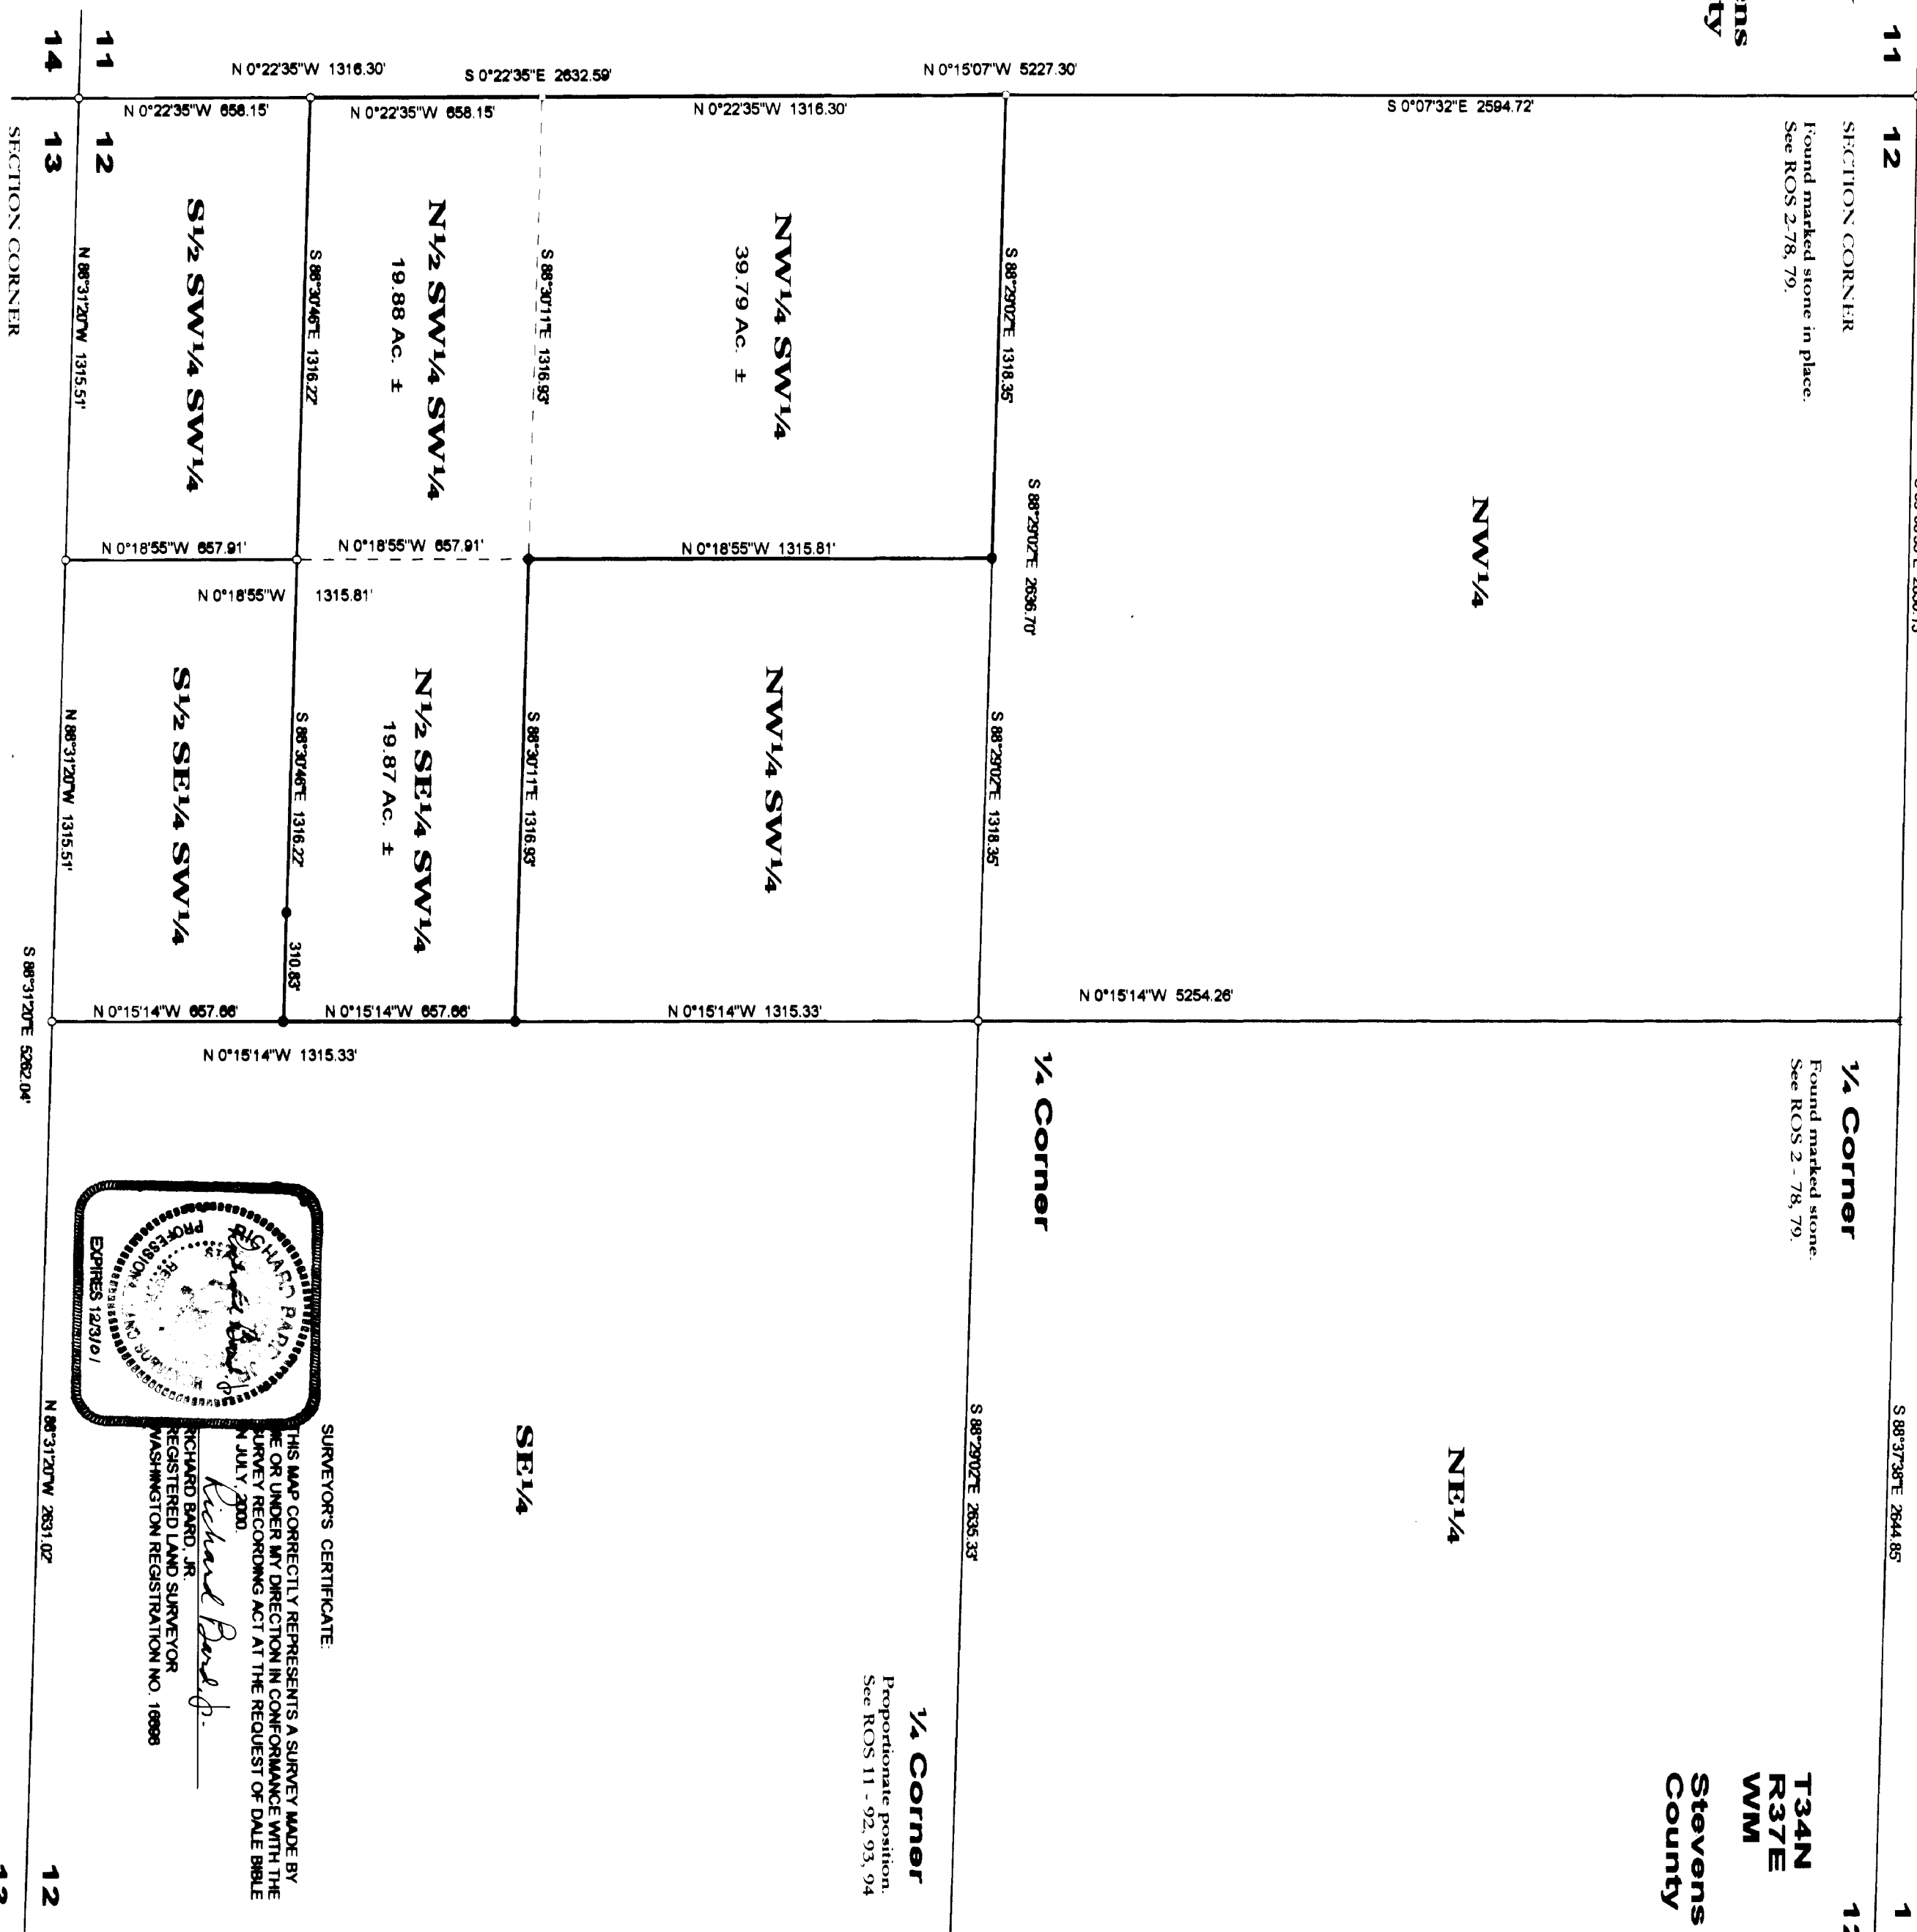 ens
ty
11
12
SECTION CORNER
Found marked stone in place.
See ROS 2-78, 79.
S 0°07'32"E 2594.72'
N 0°15'07"W 5227.30'
S 0°22'35"E 2632.59'
N 0°22'35"W 1316.30'
N 0°22'35"W 1316.30'
N 0°22'35"W 658.15'
N 0°22'35"W 658.15'
NW¼
¼ Corner
Found marked stone.
See ROS 2 - 78, 79.
S 88°37'38"E 2644.85'
T34N
R37E
WM
Stevens
County
1
NE¼
N 0°15'14"W 5254.26'
S 88°29'02"E 2636.70'
S 88°29'02"E 1318.35'
S 88°29'02"E 1318.35'
¼ Corner
S 88°29'02"E 2635.33'
¼ Corner
Proportionate position.
See ROS 11 - 92, 93, 94
NW¼ SW¼
39.79 Ac. ±
N 0°18'55"W 1315.81'
NW¼ SW¼
N 0°15'14"W 1315.33'
S 88°30'11"E 1316.93'
S 88°30'11"E 1316.93'
N½ SW¼ SW¼
19.88 Ac. ±
N 0°18'55"W 657.91'
N½ SE¼ SW¼
19.87 Ac. ±
N 0°15'14"W 657.66'
SE¼
S 88°30'46"E 1316.22'
S 88°30'46"E 1316.22'
310.83'
N 0°18'55"W 1315.81'
S½ SW¼ SW¼
N 0°18'55"W 657.91'
S½ SE¼ SW¼
N 0°15'14"W 657.66'
N 0°15'14"W 1315.33'
N 88°31'20"W 1315.51'
N 88°31'20"W 1315.51'
S 88°31'20"E 5262.04'
N 88°31'20"W 2631.02'
11
12
14
13
SECTION CORNER
EXPIRES 12/3/01
SURVEYOR'S CERTIFICATE:
THIS MAP CORRECTLY REPRESENTS A SURVEY MADE BY
ME OR UNDER MY DIRECTION IN CONFORMANCE WITH THE
SURVEY RECORDING ACT AT THE REQUEST OF DALE BIBLE
IN JULY, 2000.
Richard Bard, Jr.
RICHARD BARD, JR.
REGISTERED LAND SURVEYOR
WASHINGTON REGISTRATION NO. 16698
12